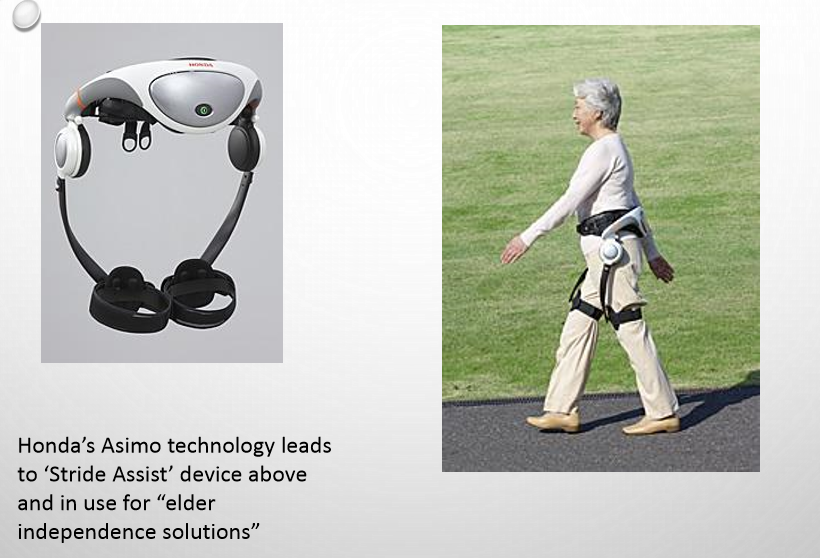 HONDA
Honda’s Asimo technology leads
to ‘Stride Assist’ device above
and in use for “elder
independence solutions”